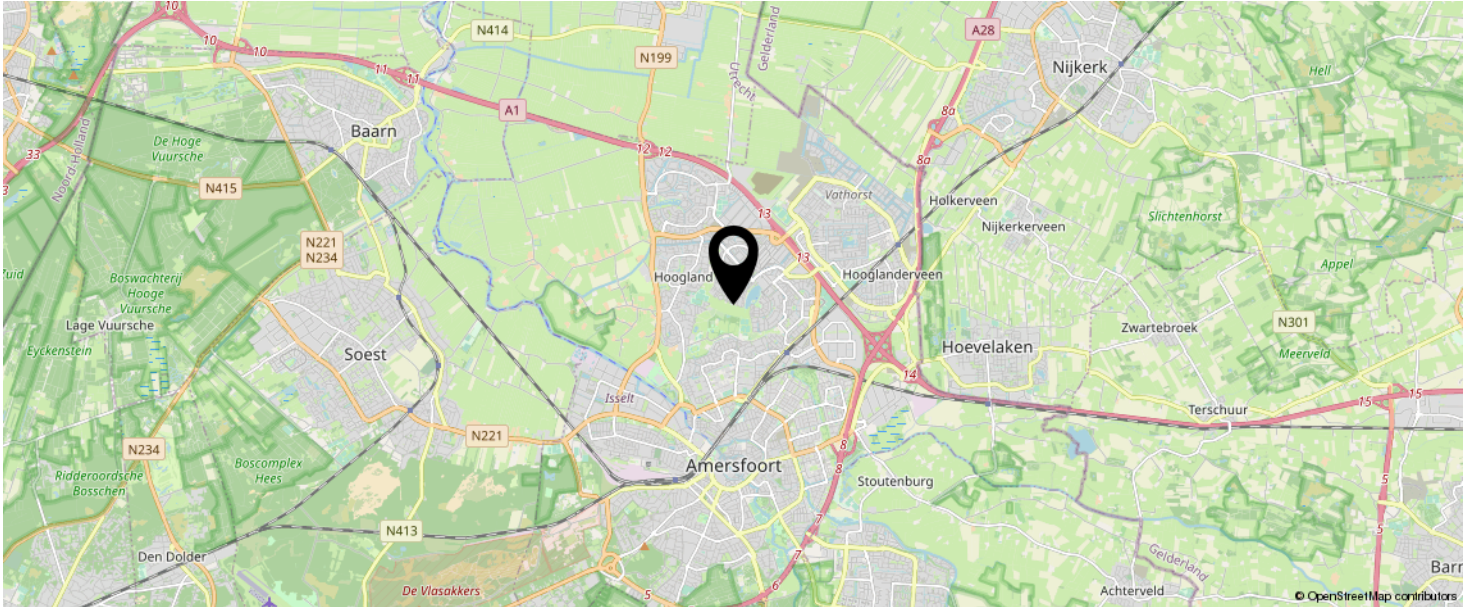 10
N414
A28
Gelderland
Utrecht
N199
Nijkerk
Hell
10
10
11
11
A1
8a
Baarn
De Hoge
Vuursche
Noord-Holland
33
3
12
12
8a
N415
Vathorst
Holkerveen
Slichtenhorst
13
Nijkerkerveen
N221
N234
13
Zuid
Boswachterij
Hooge
Vuursche
Hoogland
Hooglanderveen
Appel
Lage Vuursche
Zwartebroek
N301
Eyckenstein
Soest
Hoevelaken
Meerveld
14
Isselt
15
15
Terschuur
N221
N234
8
Boscomplex
Hees
Amersfoort
8
Ridderoordsche
Bosschen
Stoutenburg
7
N413
5
Den Dolder
7
Gelderland
Barn
De Vlasakkers
5
6
Achterveld
5
© OpenStreetMap contributors